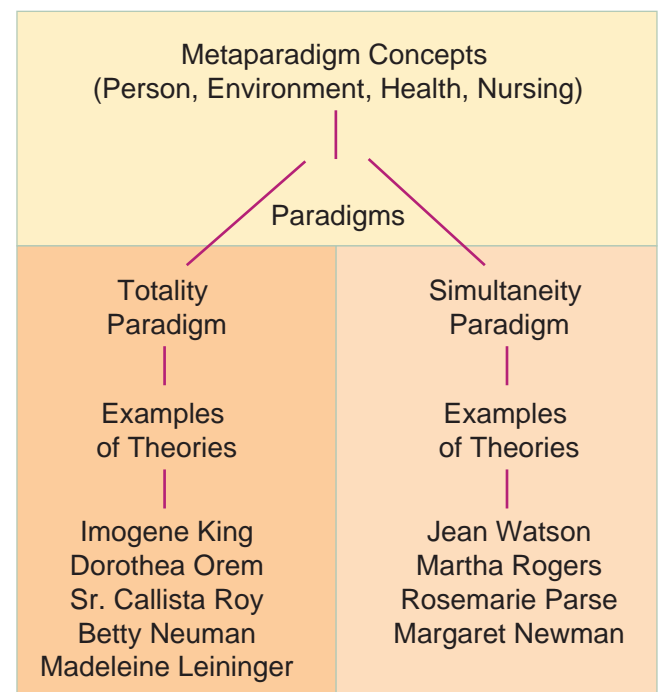 Metaparadigm Concepts
(Person, Environment, Health, Nursing)
Paradigms
Totality
Paradigm
Examples
of Theories
Imogene King
Dorothea Orem
Sr. Callista Roy
Betty Neuman
Madeleine Leininger
Simultaneity
Paradigm
Examples
of Theories
Jean Watson
Martha Rogers
Rosemarie Parse
Margaret Newman